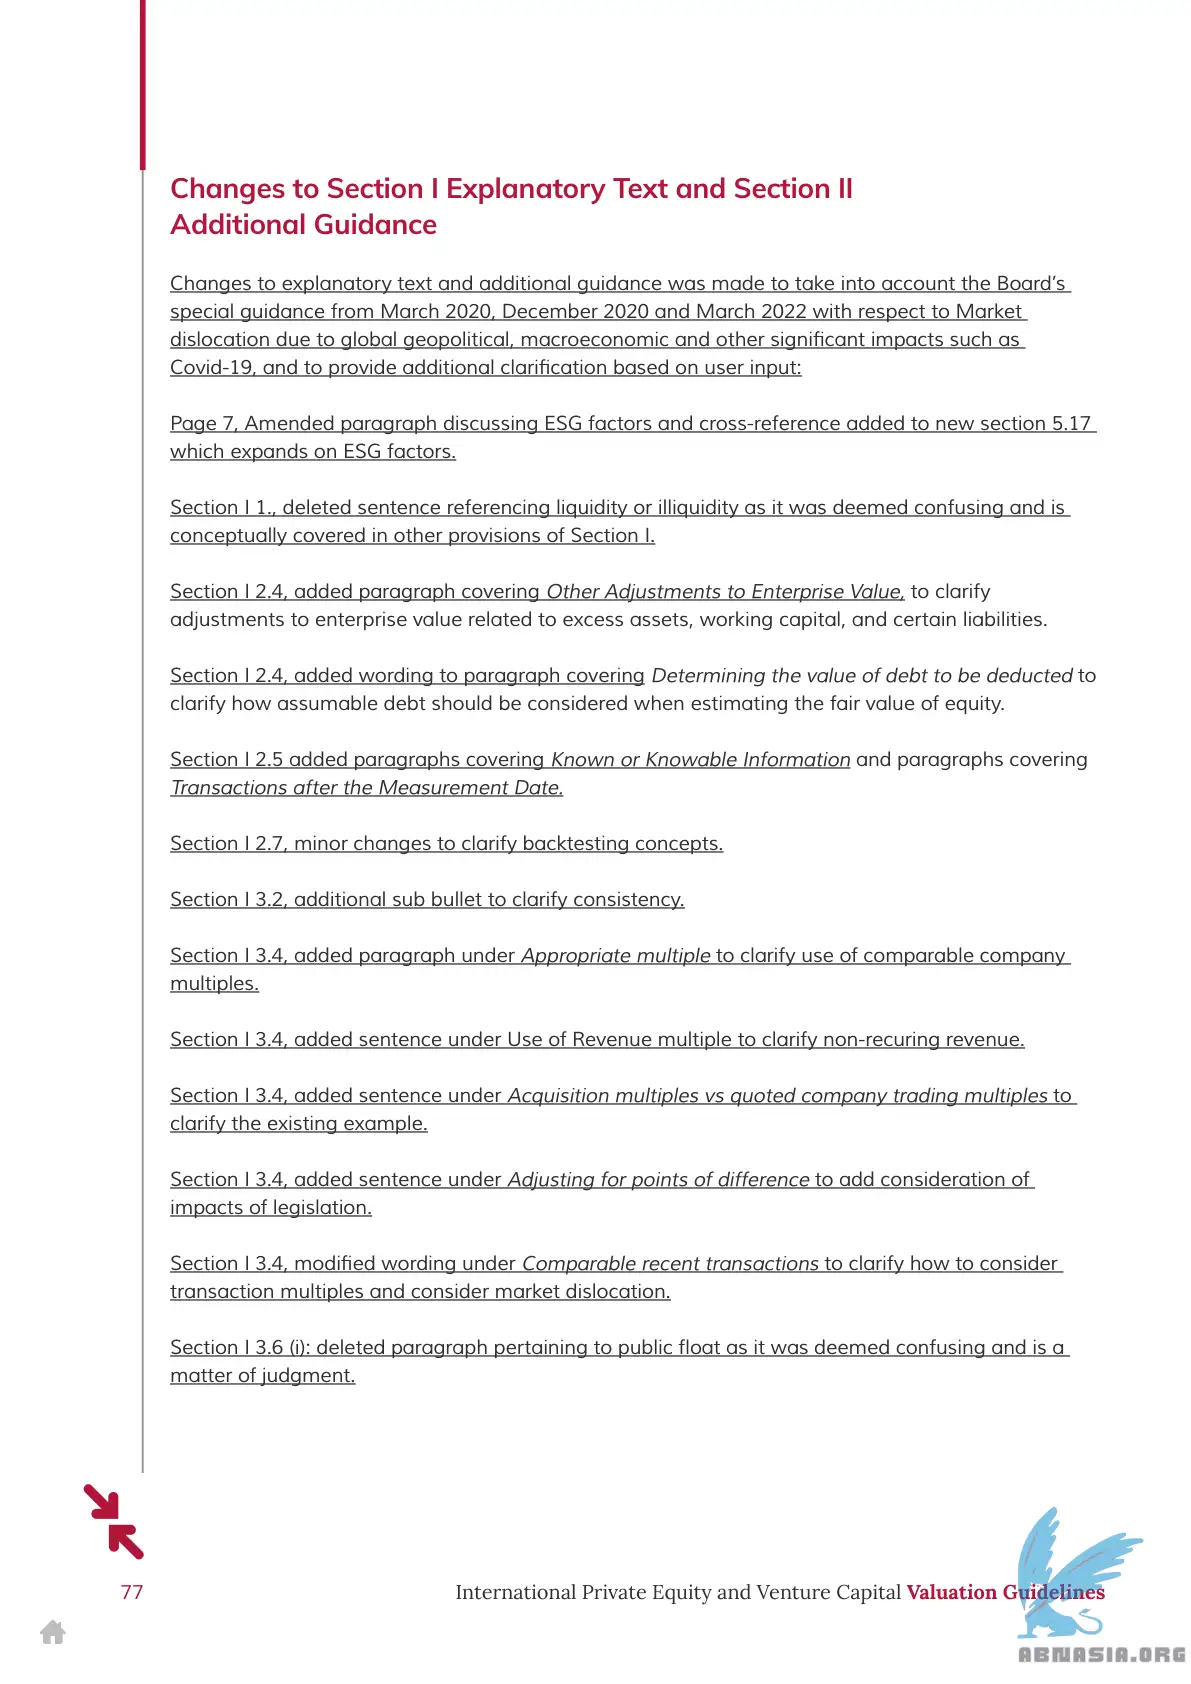 Changes to Section I Explanatory Text and Section II
Additional Guidance
Changes to explanatory text and additional guidance was made to take into account the Board's
special guidance from March 2020, December 2020 and March 2022 with respect to Market
dislocation due to global geopolitical, macroeconomic and other significant impacts such as
Covid-19, and to provide additional clarification based on user input:
Page 7, Amended paragraph discussing ESG factors and cross-reference added to new section 5.17
which expands on ESG factors.
Section I 1., deleted sentence referencing liquidity or illiquidity as it was deemed confusing and is
conceptually covered in other provisions of Section I.
Section I 2.4, added paragraph covering Other Adjustments to Enterprise Value, to clarify
adjustments to enterprise value related to excess assets, working capital, and certain liabilities.
Section I 2.4, added wording to paragraph covering Determining the value of debt to be deducted to
clarify how assumable debt should be considered when estimating the fair value of equity.
Section I 2.5 added paragraphs covering Known or Knowable Information and paragraphs covering
Transactions after the Measurement Date.
Section I 2.7, minor changes to clarify backtesting concepts.
Section I 3.2, additional sub bullet to clarify consistency.
Section I 3.4, added paragraph under Appropriate multiple to clarify use of comparable company
multiples.
Section I 3.4, added sentence under Use of Revenue multiple to clarify non-recuring revenue.
Section I 3.4, added sentence under Acquisition multiples vs quoted company trading multiples to
clarify the existing example.
Section I 3.4, added sentence under Adjusting for points of difference to add consideration of
impacts of legislation.
Section I 3.4, modified wording under Comparable recent transactions to clarify how to consider
transaction multiples and consider market dislocation.
Section I 3.6 (i): deleted paragraph pertaining to public float as it was deemed confusing and is a
matter of judgment.
77
International Private Equity and Venture Capital Valuation Guidelines
ABNASIA.ORG